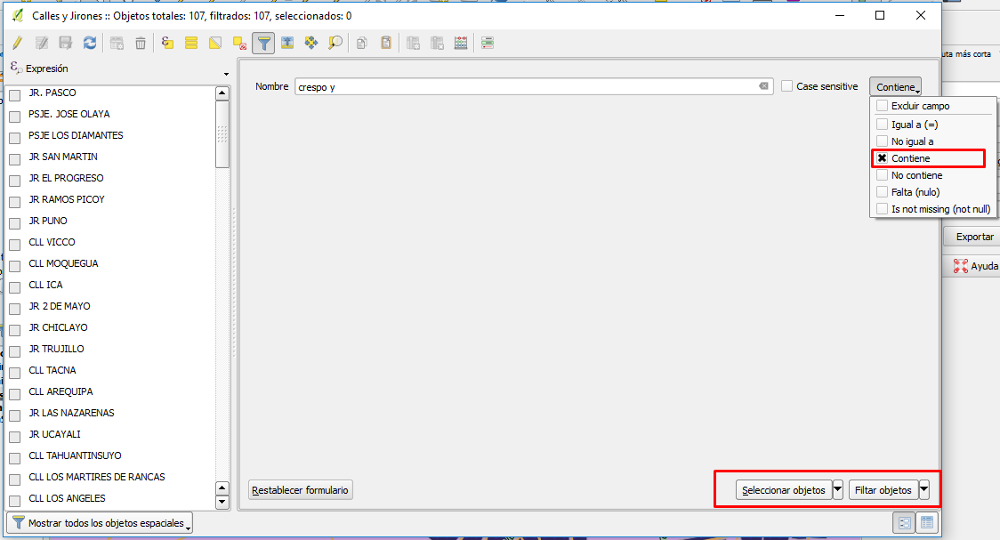 Calles y Jirones :: Objetos totales: 107, filtrados: 107, seleccionados: 0
uta más corta
Expresión
JR. PASCO
PSJE. JOSE OLAYA
PSJE LOS DIAMANTES
JR SAN MARTIN
JR EL PROGRESO
JR RAMOS PICOY
JR PUNO
CLL VICCO
CLL MOQUEGUA
CLL ICA
JR 2 DE MAYO
JR CHICLAYO
JR TRUJILLO
CLL TACNA
CLL AREQUIPA
JR LAS NAZARENAS
JR UCAYALI
CLL TAHUANTINSUYO
CLL LOS MARTIRES DE RANCAS
CLL LOS ANGELES
Mostrar todos los objetos espaciales
Nombre crespo y Case sensitive Contiene
Excluir campo
Igual a (=)
No igual a
Contiene
No contiene
Falta (nulo)
Is not missing (not null)
Exportar
Ayuda
Restablecer formulario
Seleccionar objetos
Filtar objetos